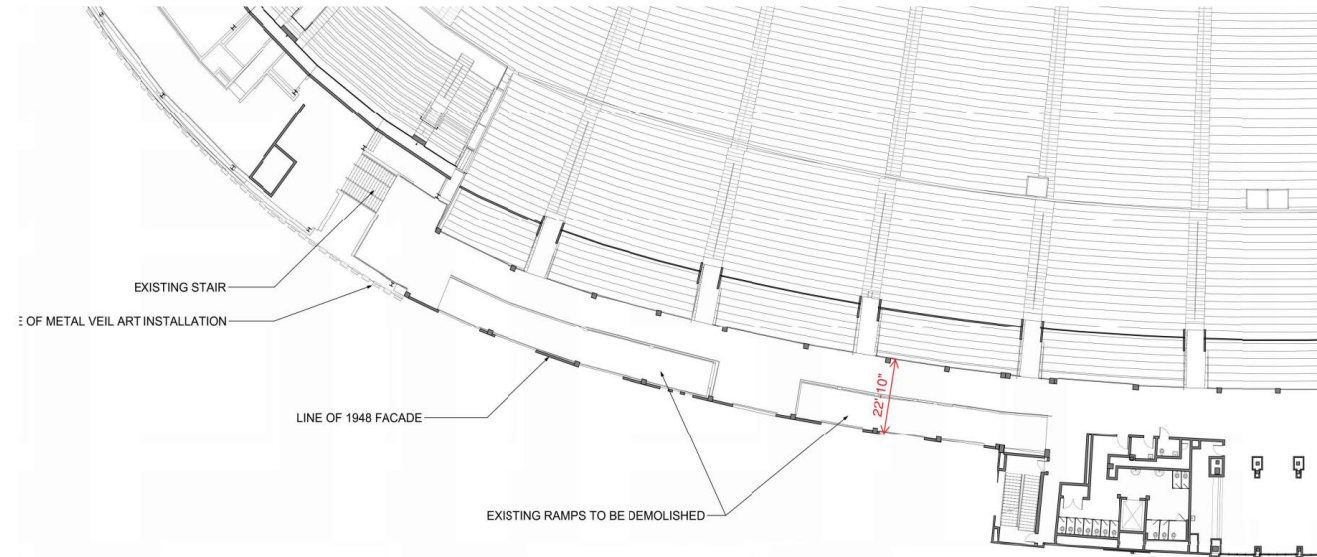 EXISTING STAIR
E OF METAL VEIL ART INSTALLATION
LINE OF 1948 FACADE
22'-10"
EXISTING RAMPS TO BE DEMOLISHED